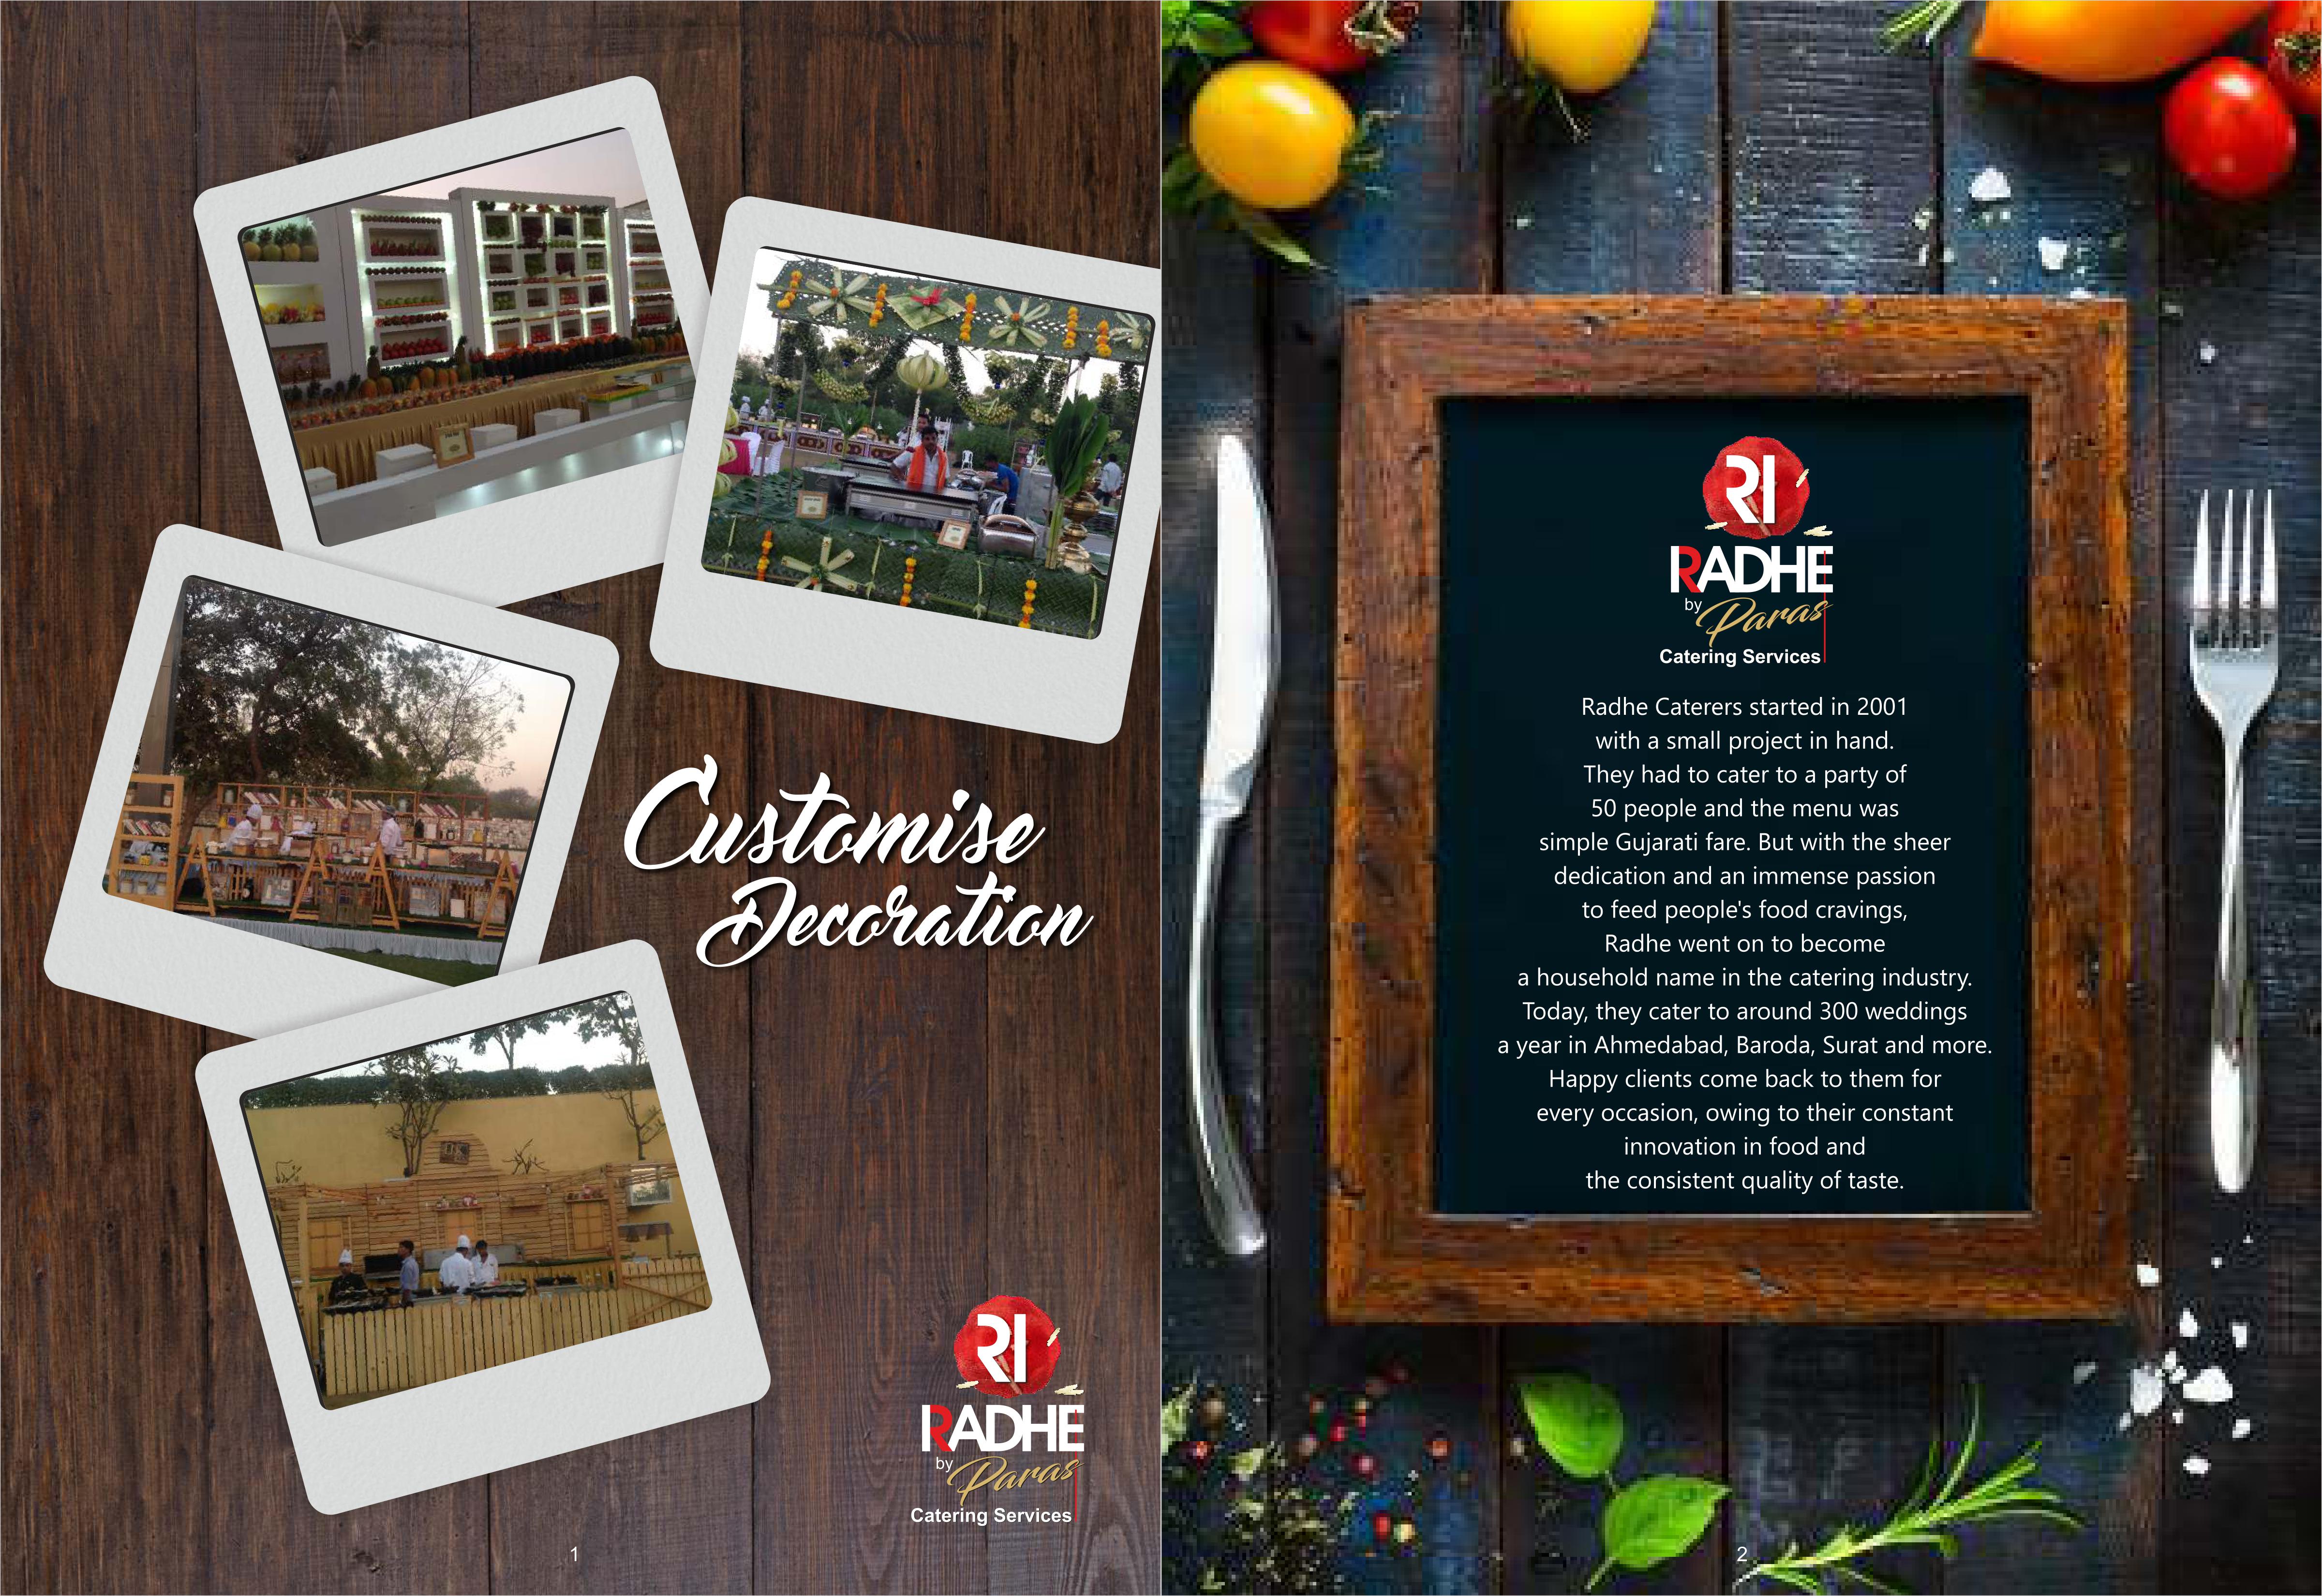 Customise
Decoration
RI
RADHE
by Paras
Catering Services
1
RI
RADHE
by Paras
Catering Services
Radhe Caterers started in 2001
with a small project in hand.
They had to cater to a party of
50 people and the menu was
simple Gujarati fare. But with the sheer
dedication and an immense passion
to feed people's food cravings,
Radhe went on to become
a household name in the catering industry.
Today, they cater to around 300 weddings
a year in Ahmedabad, Baroda, Surat and more.
Happy clients come back to them for
every occasion, owing to their constant
innovation in food and
the consistent quality of taste.
2